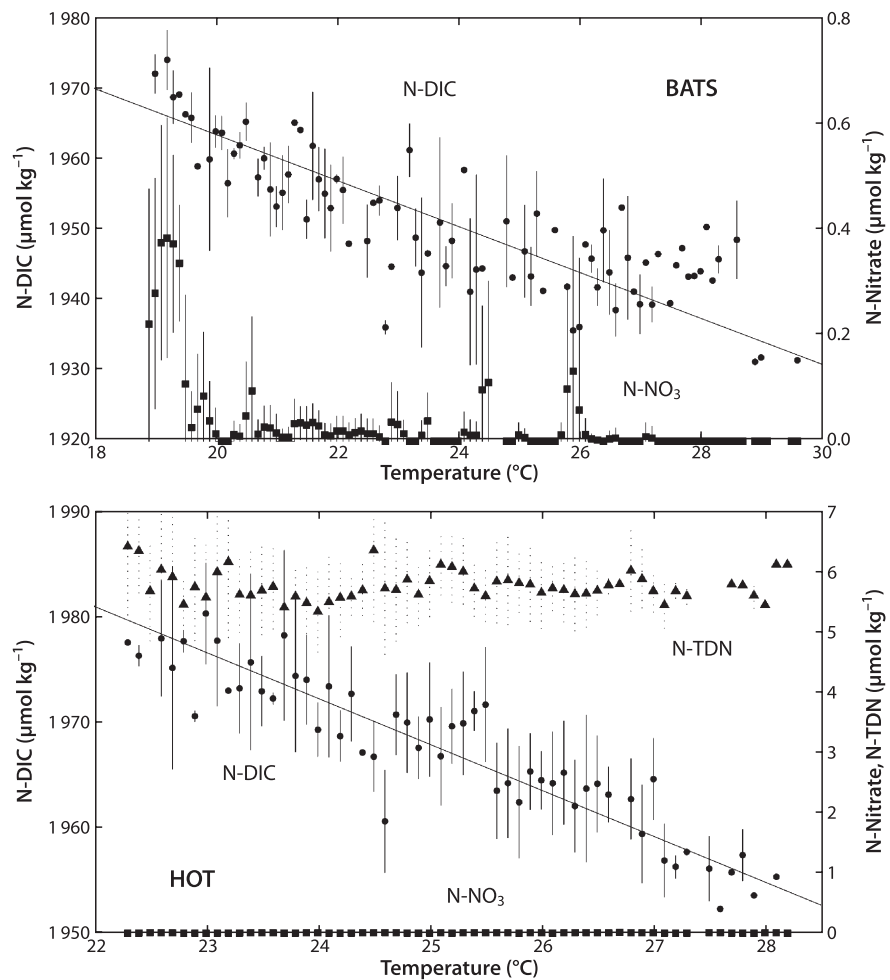 1 980
1 970
1 960
1 950
1 940
1 930
1 920
N-DIC (µmol kg⁻¹)
N-DIC
BATS
N-NO₃
0.8
0.6
0.4
0.2
0.0
N-Nitrate (µmol kg⁻¹)
18 20 22 24 26 28 30
Temperature (°C)
1 990
1 980
1 970
1 960
1 950
N-DIC (µmol kg⁻¹)
N-TDN
N-DIC
HOT
N-NO₃
7
6
5
4
3
2
1
0
N-Nitrate, N-TDN (µmol kg⁻¹)
22 23 24 25 26 27 28
Temperature (°C)